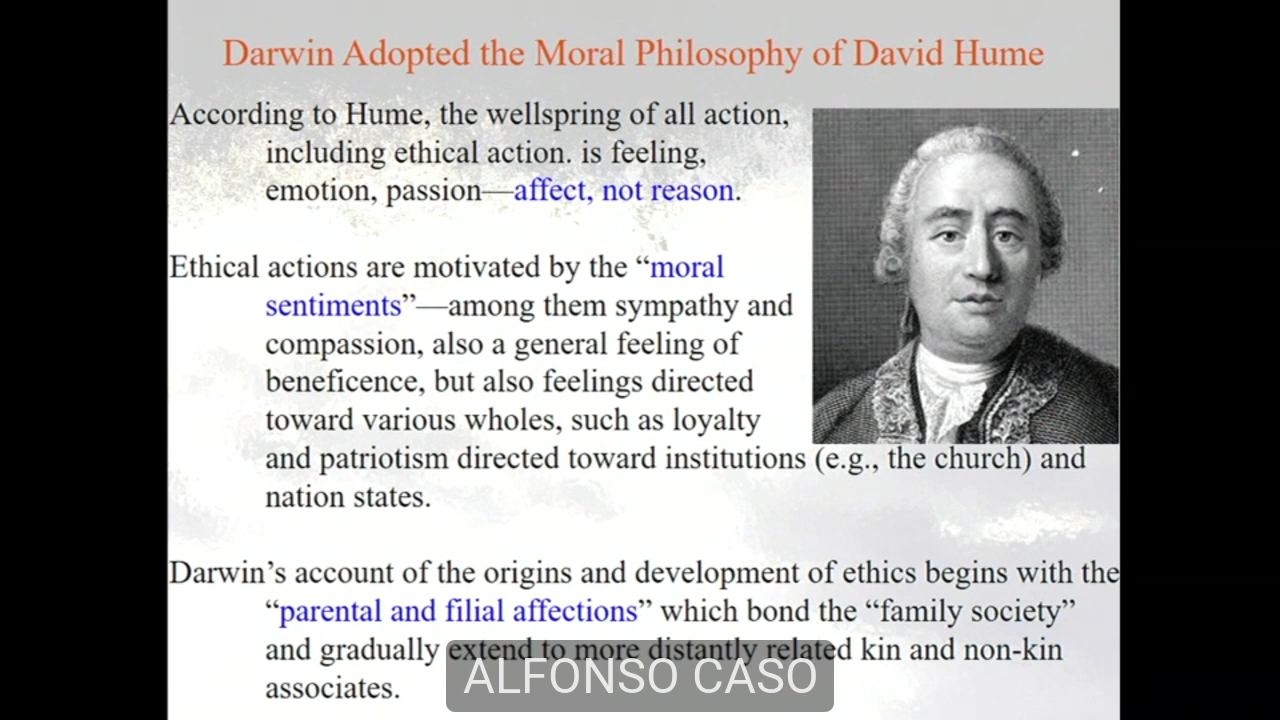 Darwin Adopted the Moral Philosophy of David Hume
According to Hume, the wellspring of all action,
including ethical action. is feeling,
emotion, passion—affect, not reason.
Ethical actions are motivated by the “moral
sentiments”—among them sympathy and
compassion, also a general feeling of
beneficence, but also feelings directed
toward various wholes, such as loyalty
and patriotism directed toward institutions (e.g., the church) and
nation states.
Darwin’s account of the origins and development of ethics begins with the
“parental and filial affections” which bond the “family society”
and gradually extend to more distantly related kin and non-kin
associates.
ALFONSO CASO